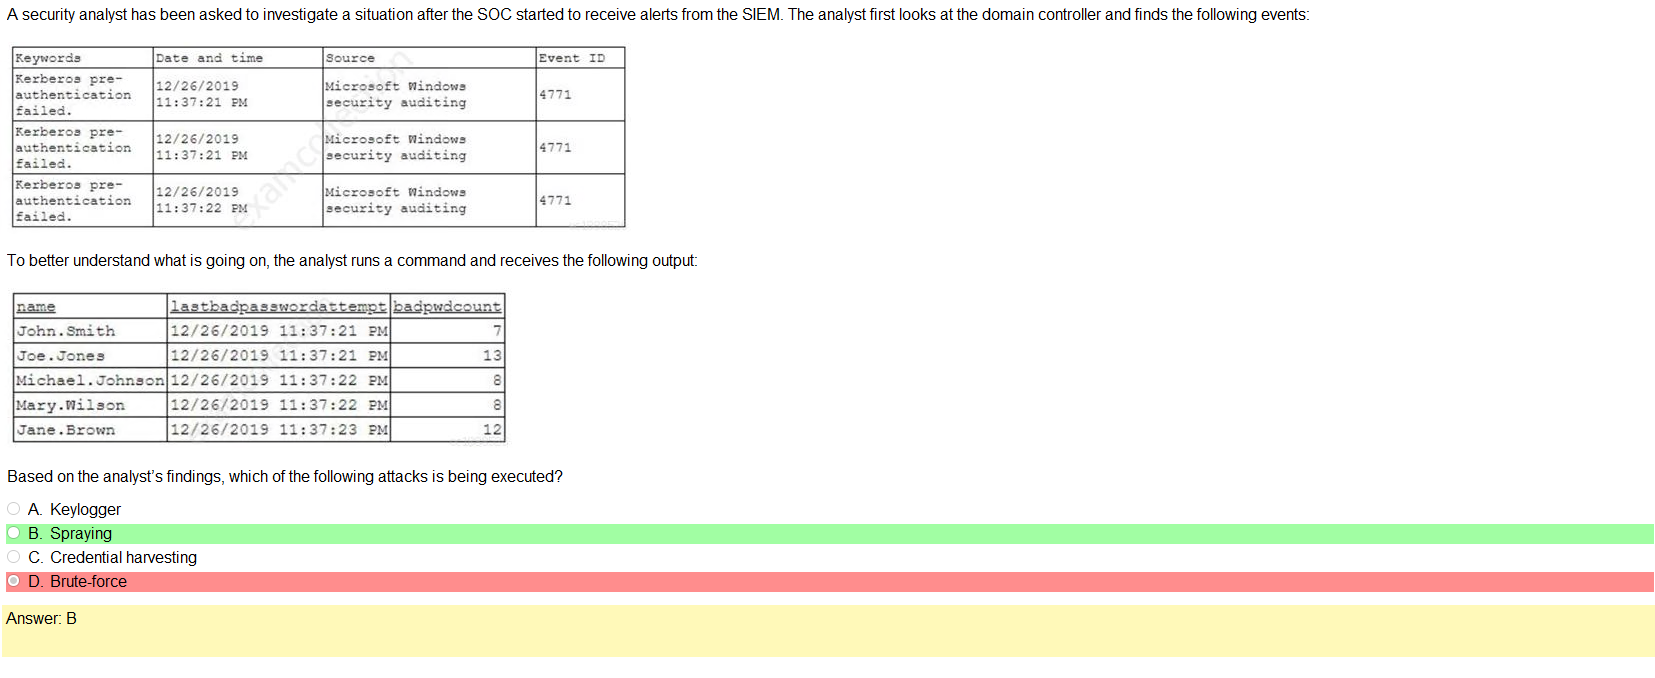 A security analyst has been asked to investigate a situation after the SOC started to receive alerts from the SIEM. The analyst first looks at the domain controller and finds the following events:
Keywords Date and time Source Event ID
Kerberos pre-
authentication
failed.
12/26/2019
11:37:21 PM
Microsoft Windows
security auditing
4771
Kerberos pre-
authentication
failed.
12/26/2019
11:37:21 PM
Microsoft Windows
security auditing
4771
Kerberos pre-
authentication
failed.
12/26/2019
11:37:22 PM
Microsoft Windows
security auditing
4771
To better understand what is going on, the analyst runs a command and receives the following output:
name lastbadpasswordattempt badpwdcount
John.Smith 12/26/2019 11:37:21 PM 7
Joe.Jones 12/26/2019 11:37:21 PM 13
Michael.Johnson 12/26/2019 11:37:22 PM 8
Mary.Wilson 12/26/2019 11:37:22 PM 8
Jane.Brown 12/26/2019 11:37:23 PM 12
Based on the analyst's findings, which of the following attacks is being executed?
A. Keylogger
B. Spraying
C. Credential harvesting
D. Brute-force
Answer: B